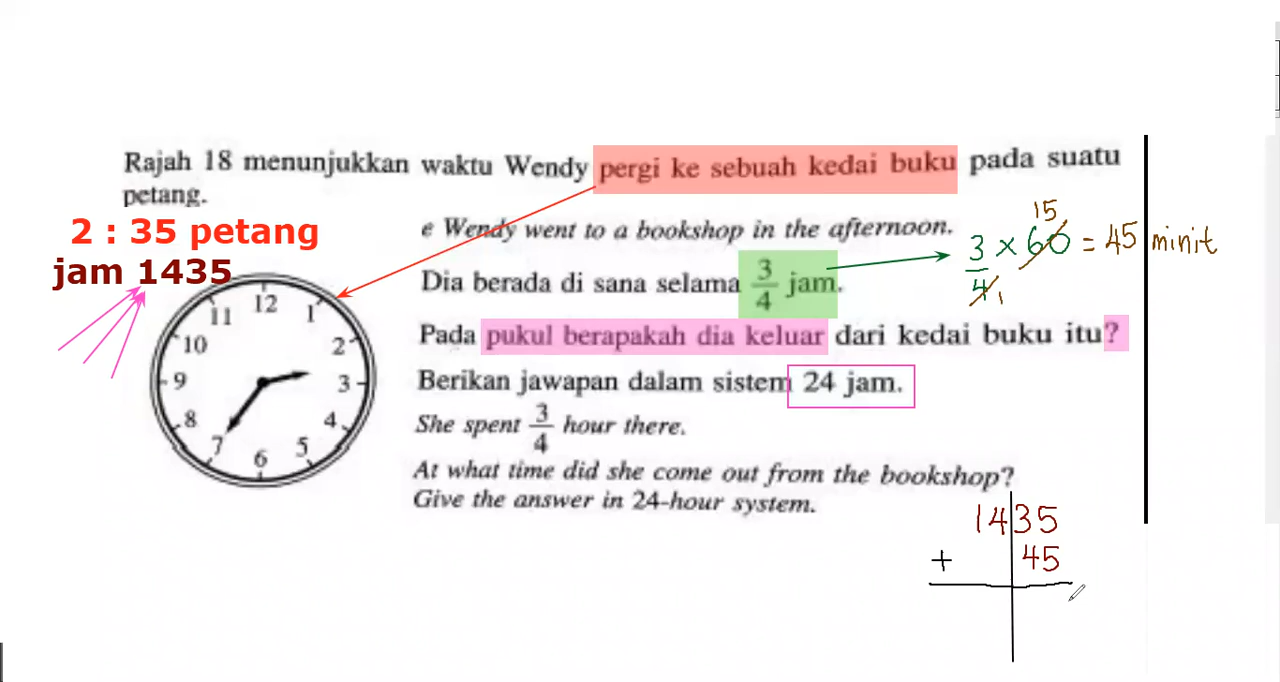 Rajah 18 menunjukkan waktu Wendy pergi ke sebuah kedai buku pada suatu
petang.
2 : 35 petang
jam 1435
e Wendy went to a bookshop in the afternoon.
Dia berada di sana selama 3/4 jam.
3/4 × 60 = 45 minit
15
1
Pada pukul berapakah dia keluar dari kedai buku itu?
Berikan jawapan dalam sistem 24 jam.
She spent 3/4 hour there.
At what time did she come out from the bookshop?
Give the answer in 24-hour system.
12
1
2
3
4
5
6
7
8
9
10
11
1435
+ 45